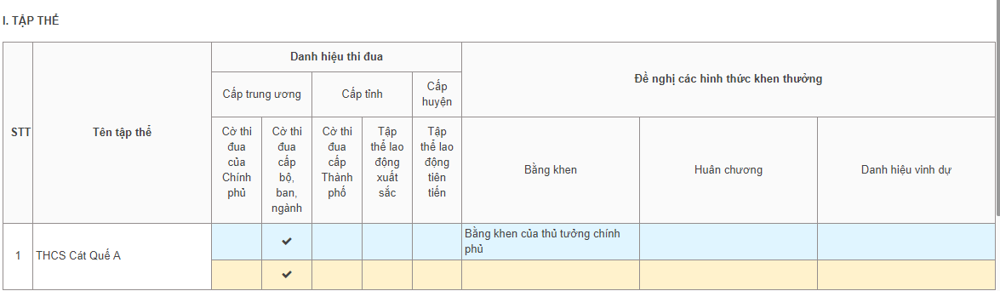 I. TẬP THỂ
STT
Tên tập thể
Danh hiệu thi đua
Đề nghị các hình thức khen thưởng
Cấp trung ương
Cấp tỉnh
Cấp
huyện
Cờ thi
đua
của
Chính
phủ
Cờ thi
đua
cấp
bộ,
ban,
ngành
Cờ thi
đua
cấp
Thành
phố
Tập
thể lao
động
xuất
sắc
Tập
thể lao
động
tiên
tiến
Bằng khen
Huân chương
Danh hiệu vinh dự
1
THCS Cát Quế A
Bằng khen của thủ tưởng chính
phủ